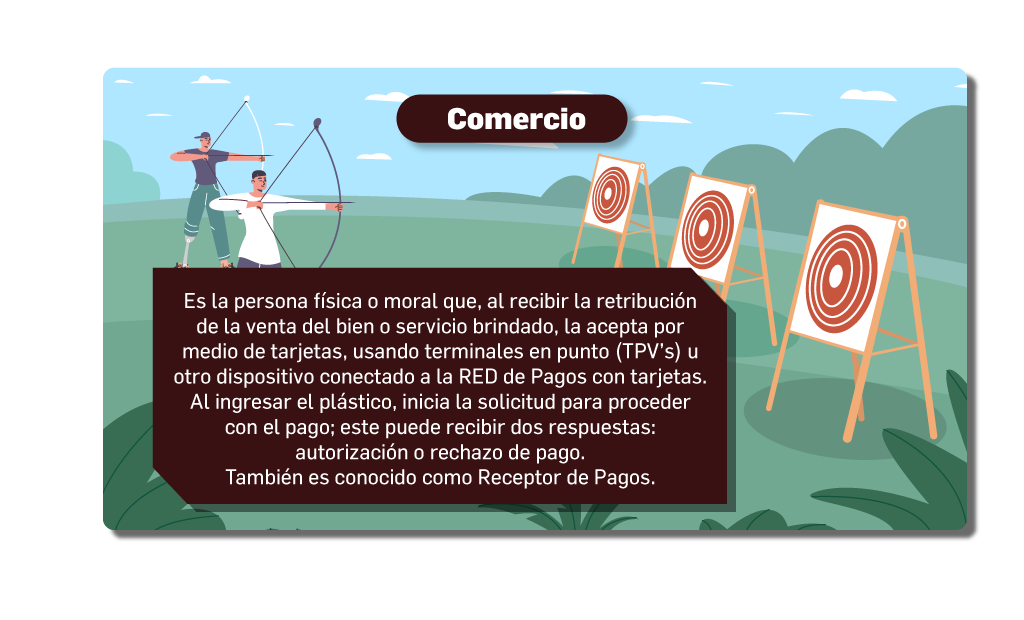 Comercio
Es la persona física o moral que, al recibir la retribución
de la venta del bien o servicio brindado, la acepta por
medio de tarjetas, usando terminales en punto (TPV’s) u
otro dispositivo conectado a la RED de Pagos con tarjetas.
Al ingresar el plástico, inicia la solicitud para proceder
con el pago; este puede recibir dos respuestas:
autorización o rechazo de pago.
También es conocido como Receptor de Pagos.